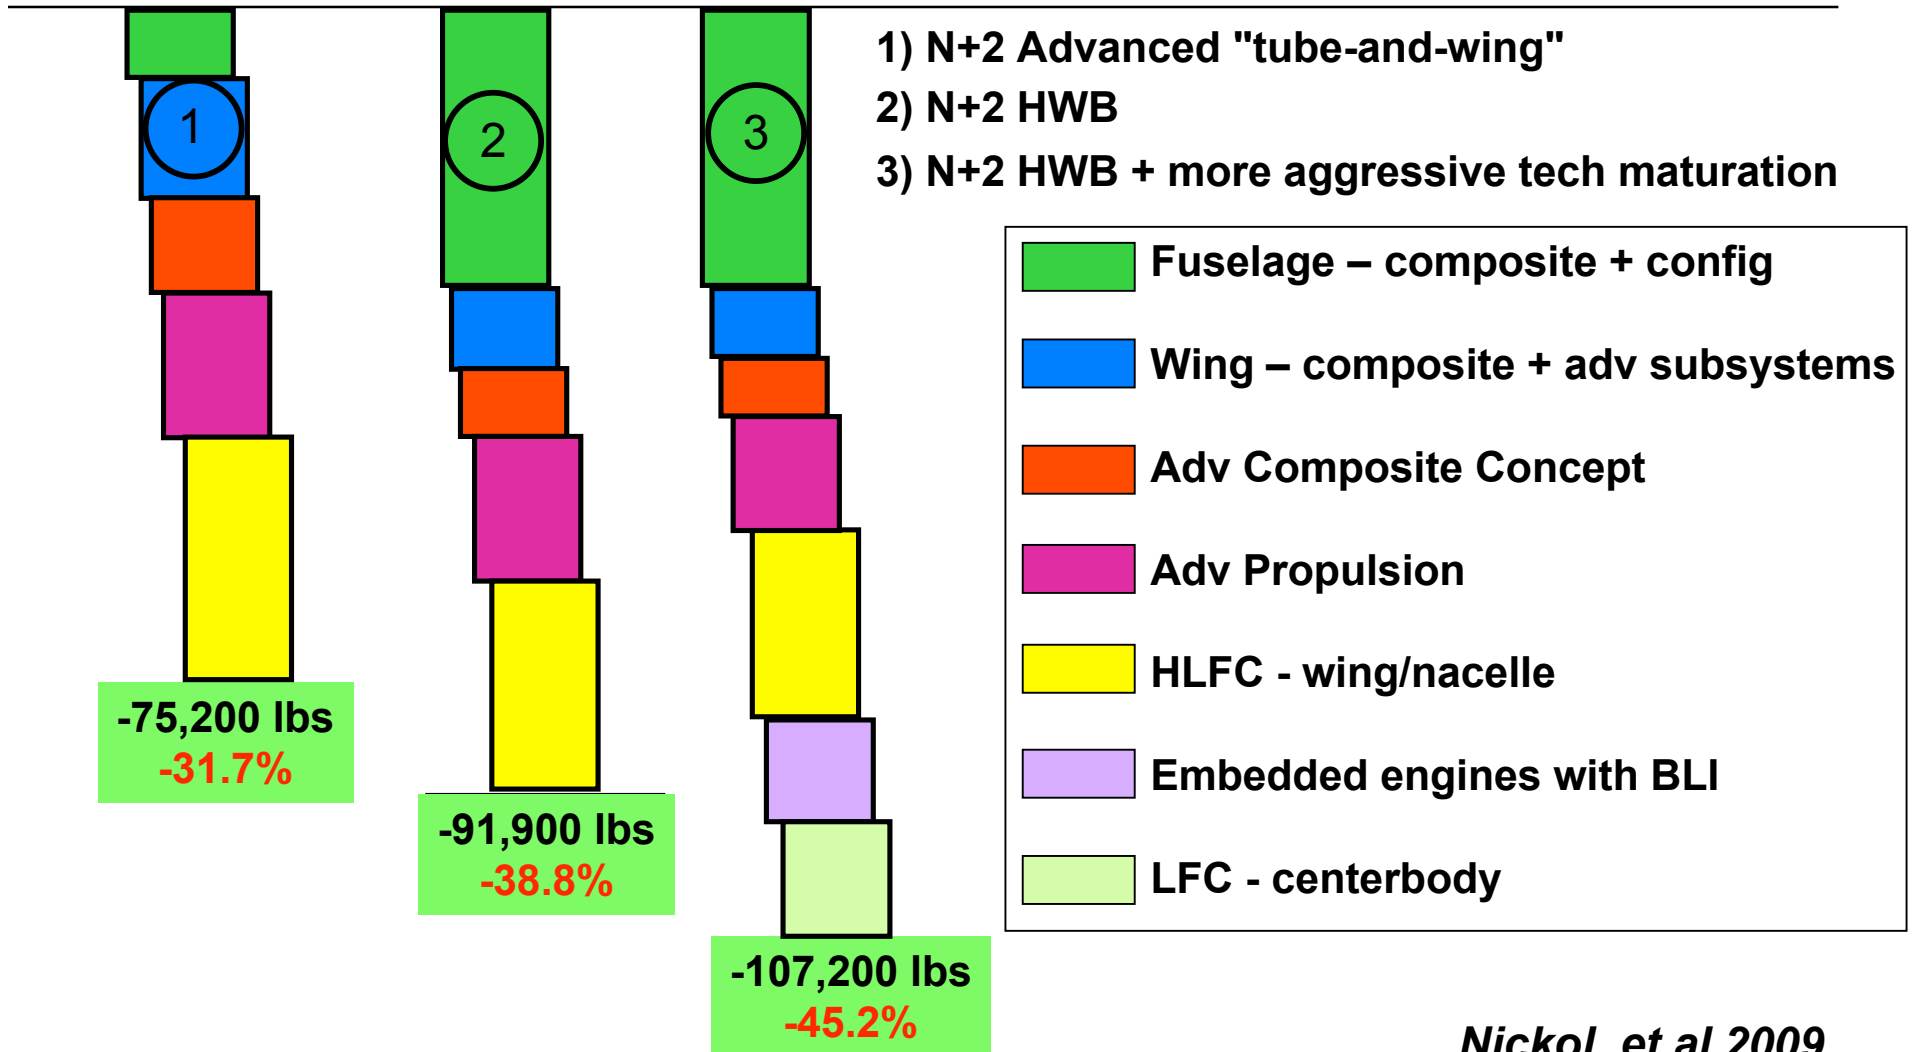 1) N+2 Advanced "tube-and-wing"
2) N+2 HWB
3) N+2 HWB + more aggressive tech maturation
1
2
3
Fuselage – composite + config
Wing – composite + adv subsystems
Adv Composite Concept
Adv Propulsion
HLFC - wing/nacelle
Embedded engines with BLI
LFC - centerbody
-75,200 lbs
-31.7%
-91,900 lbs
-38.8%
-107,200 lbs
-45.2%
Nickol, et al 2009